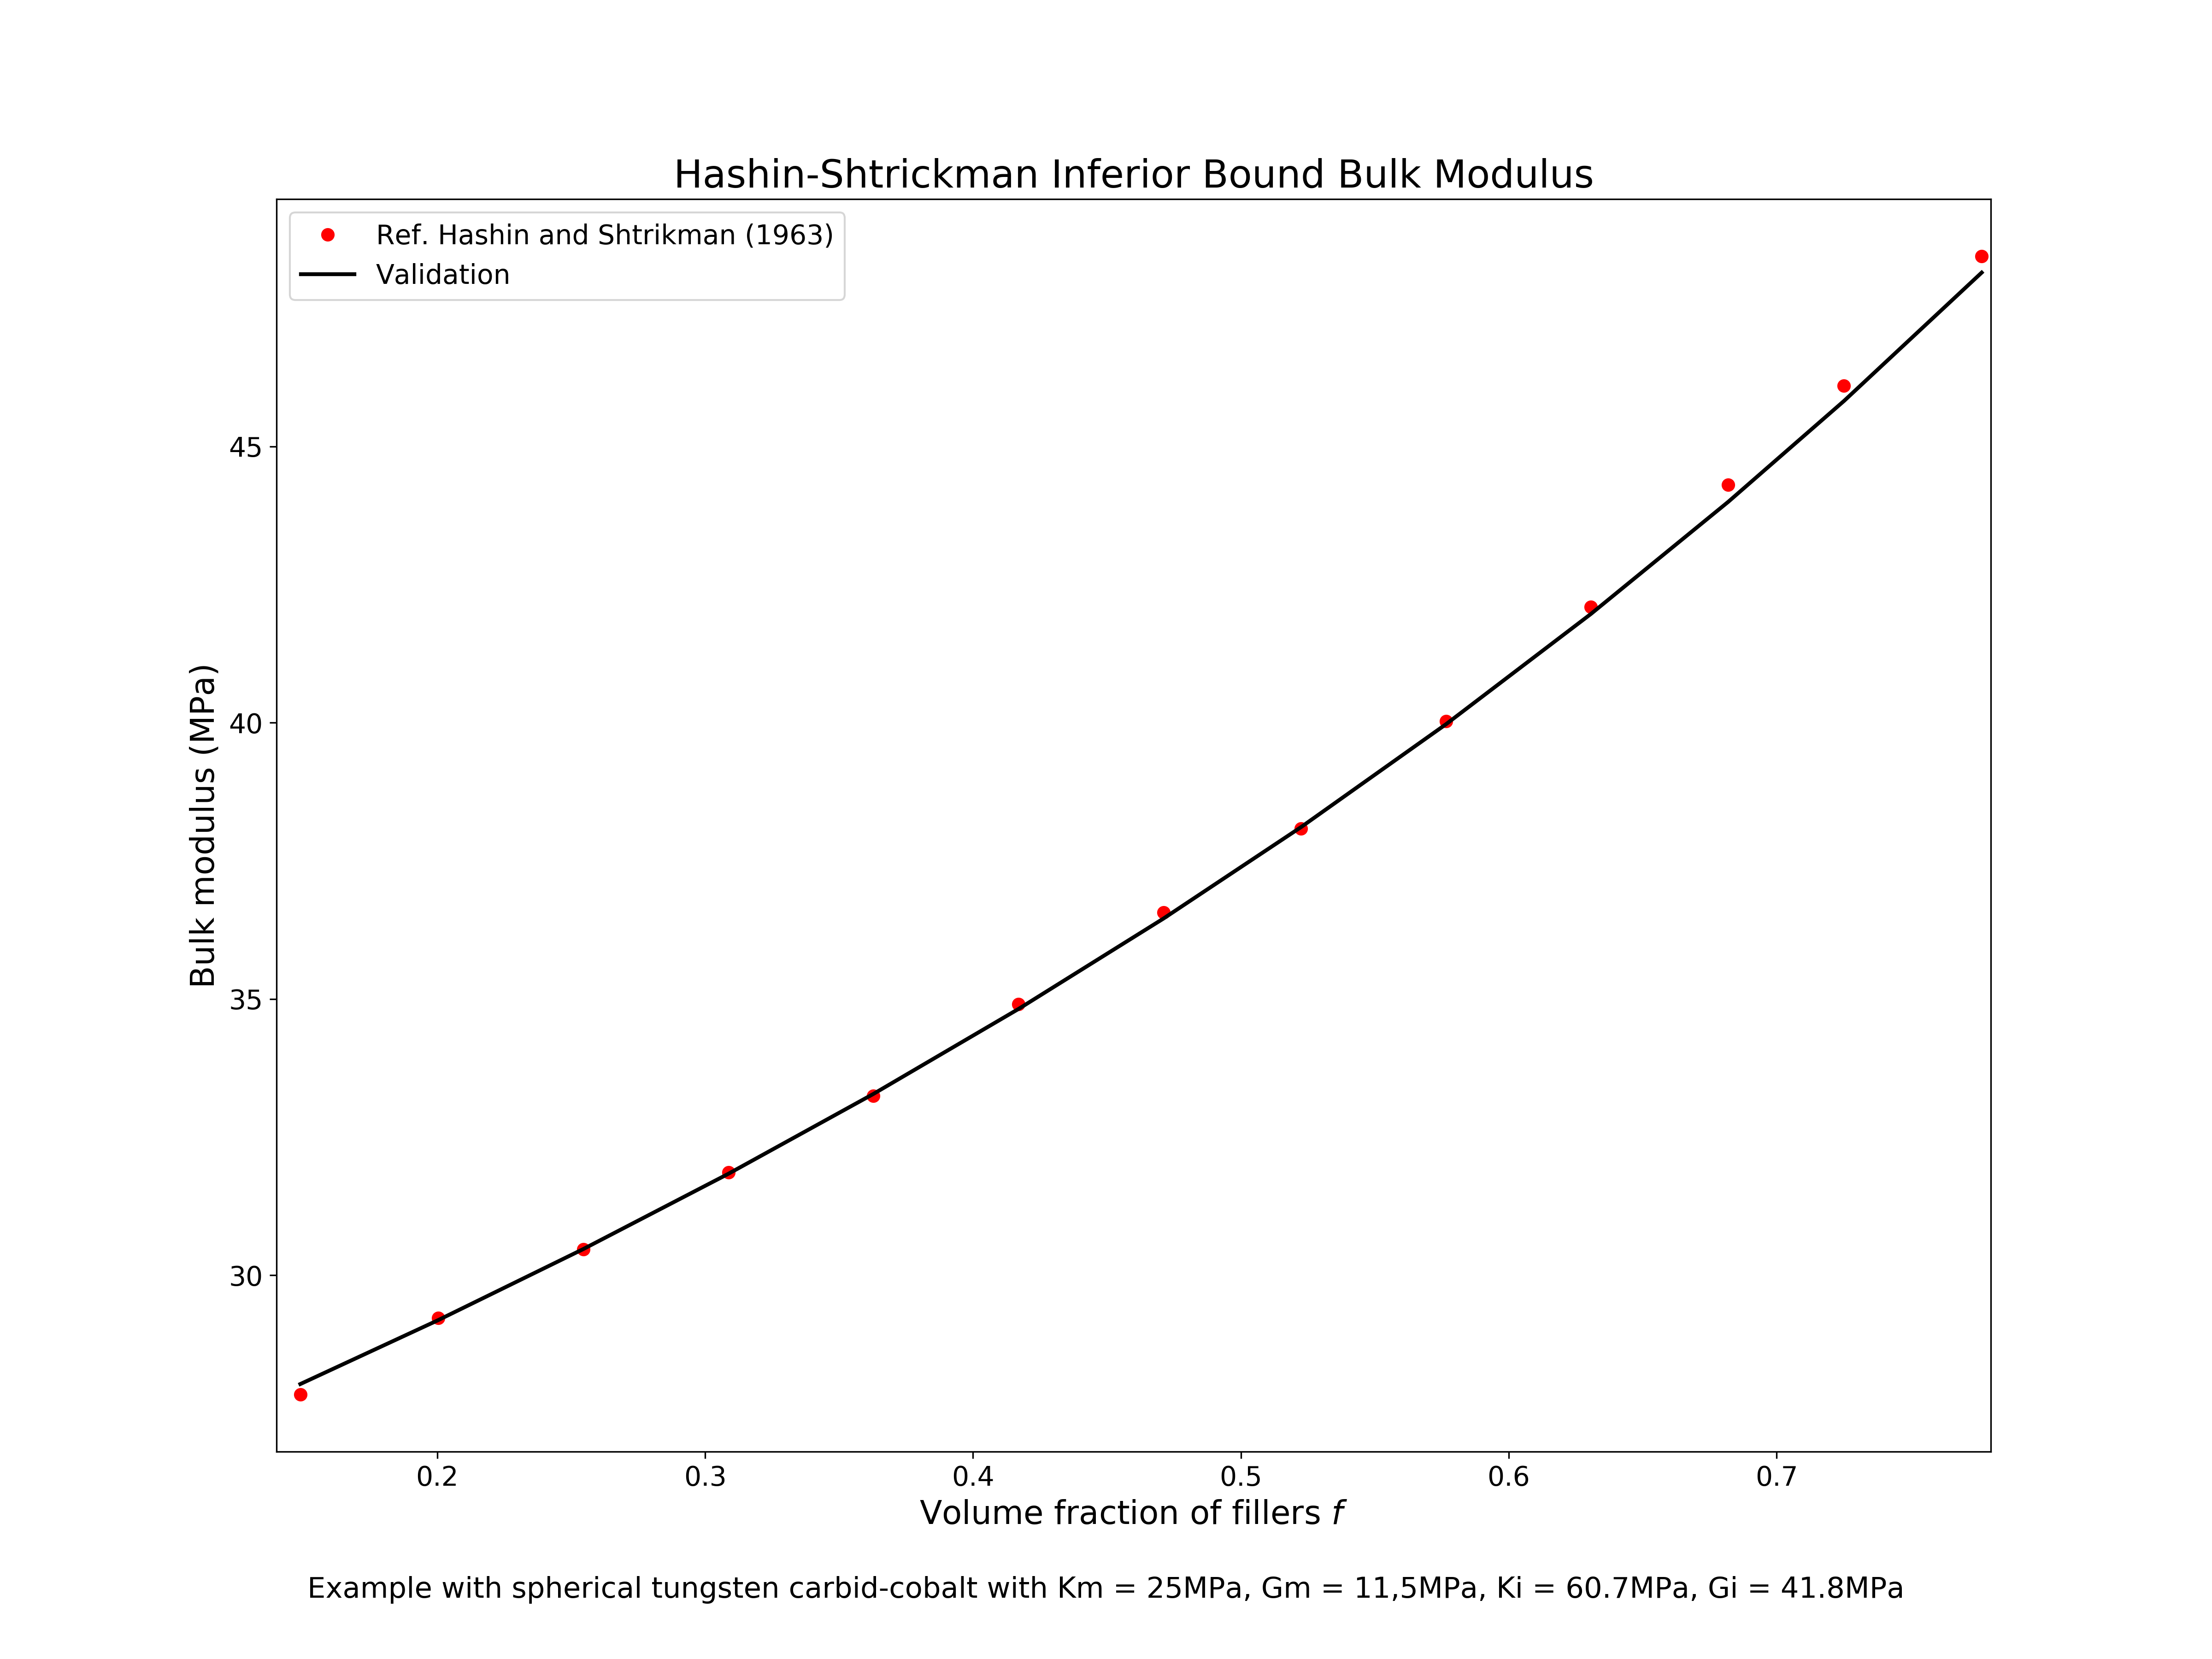 Hashin-Shtrickman Inferior Bound Bulk Modulus
Ref. Hashin and Shtrikman (1963)
Validation
Bulk modulus (MPa)
45
40
35
30
0.2 0.3 0.4 0.5 0.6 0.7
Volume fraction of fillers f
Example with spherical tungsten carbid-cobalt with Km = 25MPa, Gm = 11,5MPa, Ki = 60.7MPa, Gi = 41.8MPa